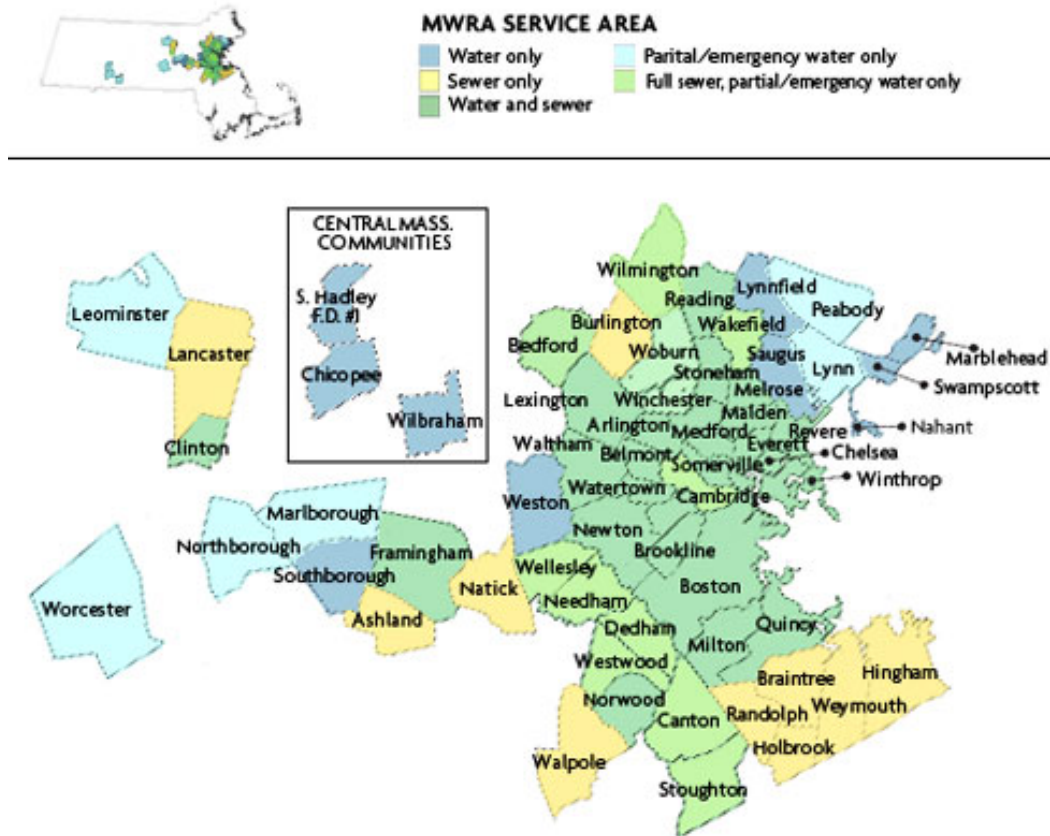 MWRA SERVICE AREA
Water only
Parital/emergency water only
Sewer only
Full sewer, partial/emergency water only
Water and sewer
CENTRAL MASS.
COMMUNITIES
S. Hadley
F.D. #1
Chicopee
Wilbraham
Leominster
Lancaster
Clinton
Wilmington
Reading
Lynnfield
Peabody
Burlington
Wakefield
Bedford
Woburn
Saugus
Lynn
Marblehead
Stoneham
Melrose
Swampscott
Lexington
Winchester
Malden
Arlington
Medford
Revere
Nahant
Waltham
Everett
Belmont
Somerville
Chelsea
Winthrop
Watertown
Cambridge
Weston
Newton
Marlborough
Northborough
Framingham
Southborough
Brookline
Wellesley
Natick
Boston
Worcester
Needham
Ashland
Dedham
Quincy
Milton
Westwood
Braintree
Hingham
Norwood
Canton
Randolph
Weymouth
Holbrook
Walpole
Stoughton